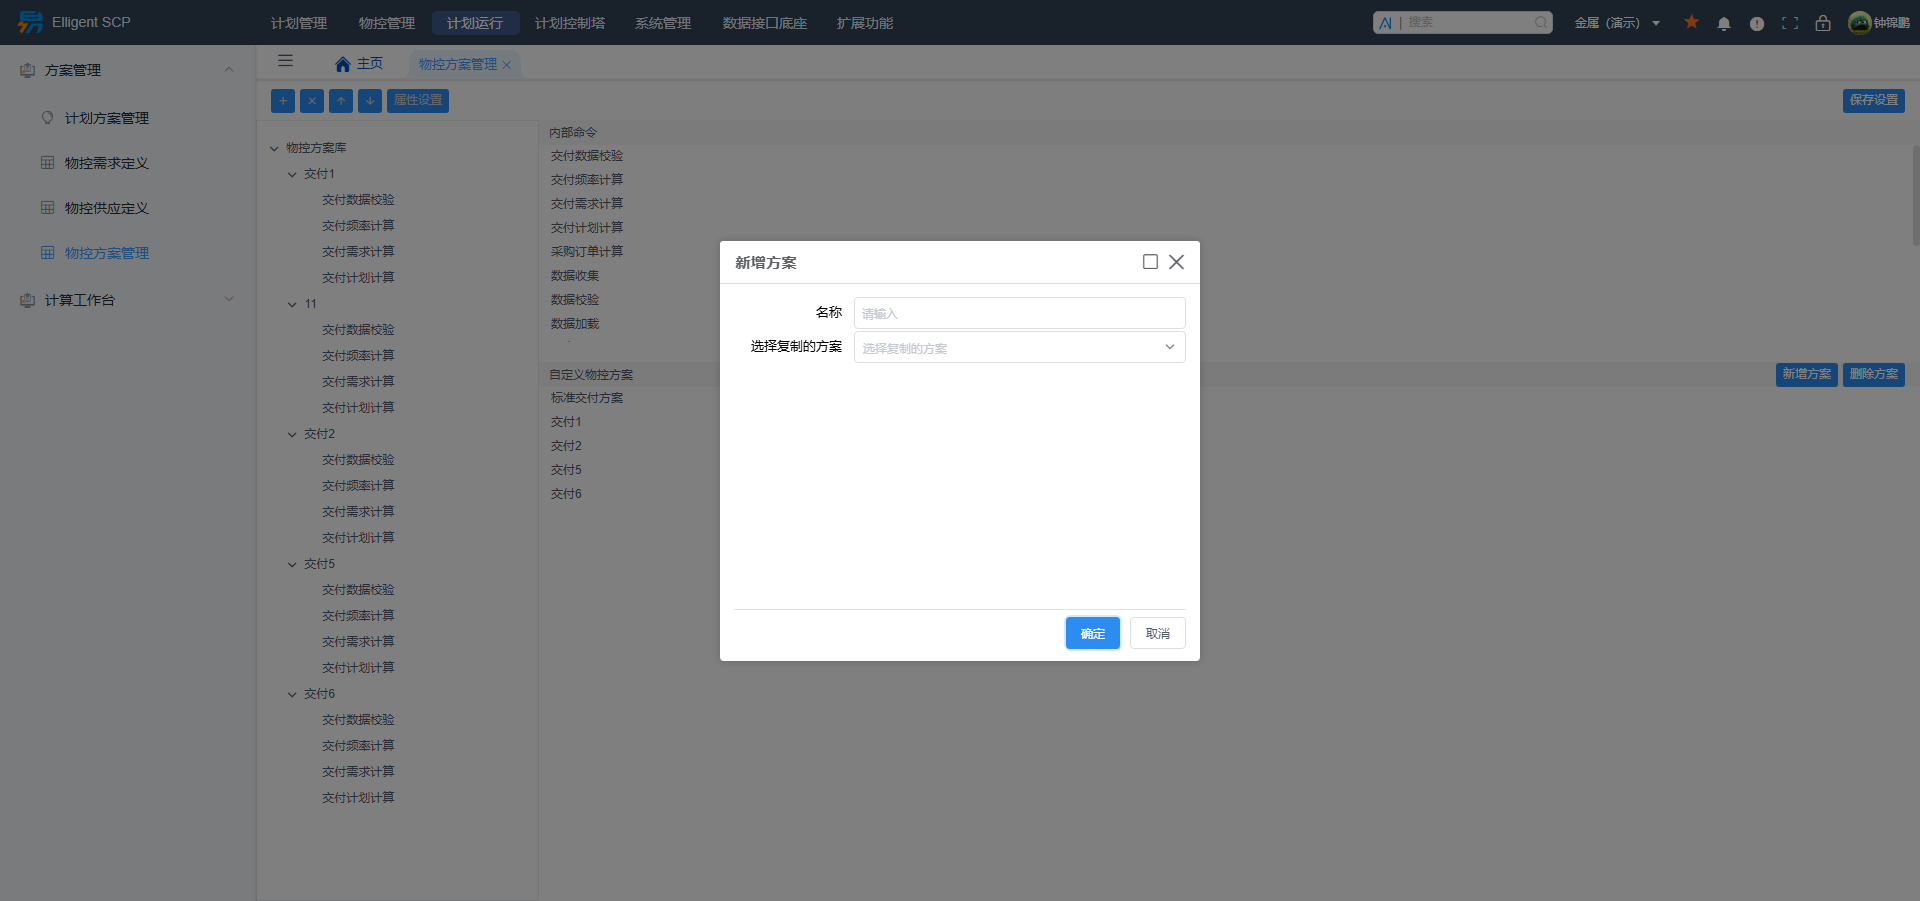 Elligent SCP
计划管理 物控管理 计划运行 计划控制塔 系统管理 数据接口底座 扩展功能
AI | 搜索
金属（演示）
钟锦鹏
方案管理
计划方案管理
物控需求定义
物控供应定义
物控方案管理
计算工作台
主页 物控方案管理
属性设置
保存设置
物控方案库
交付1
交付数据校验
交付频率计算
交付需求计算
交付计划计算
11
交付数据校验
交付频率计算
交付需求计算
交付计划计算
交付2
交付数据校验
交付频率计算
交付需求计算
交付计划计算
交付5
交付数据校验
交付频率计算
交付需求计算
交付计划计算
交付6
交付数据校验
交付频率计算
交付需求计算
交付计划计算
内部命令
交付数据校验
交付频率计算
交付需求计算
交付计划计算
采购订单计算
数据收集
数据校验
数据加载
自定义物控方案
新增方案 删除方案
标准交付方案
交付1
交付2
交付5
交付6
新增方案
名称 请输入
选择复制的方案 选择复制的方案
确定 取消